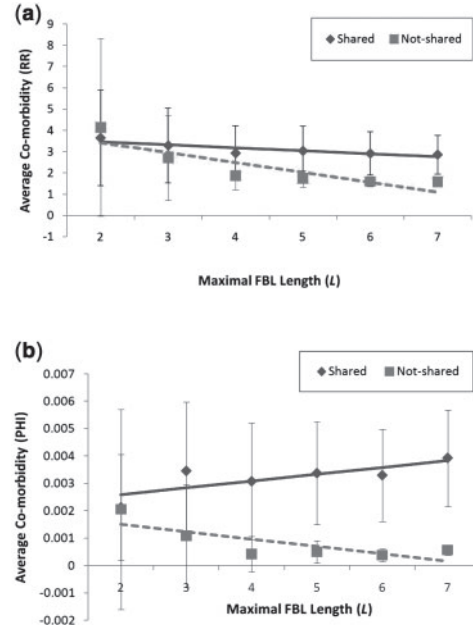 (a)
Average Co-morbidity (RR)
9
8
7
6
5
4
3
2
1
0
-1
Shared Not-shared
2 3 4 5 6 7
Maximal FBL Length (L)
(b)
Average Co-morbidity (PHI)
0.007
0.006
0.005
0.004
0.003
0.002
0.001
0
-0.001
-0.002
Shared Not-shared
2 3 4 5 6 7
Maximal FBL Length (L)